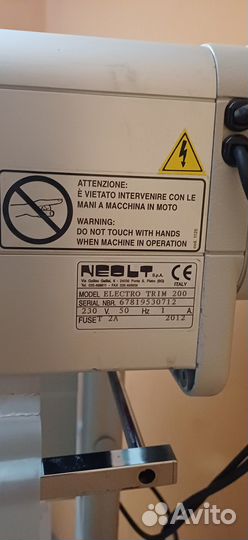 ATTENZIONE:
È VIETATO INTERVENIRE CON LE
MANI A MACCHINA IN MOTO
WARNING:
DO NOT TOUCH WITH HANDS
WHEN MACHINE IN OPERATION
NEOLT S.p.A.
CE
ITALY
MODEL ELECTRO TRIM 200
SERIAL NBR. 67819530712
230 V. 50 Hz 1 A
FUSE T 2A 2012
Avito